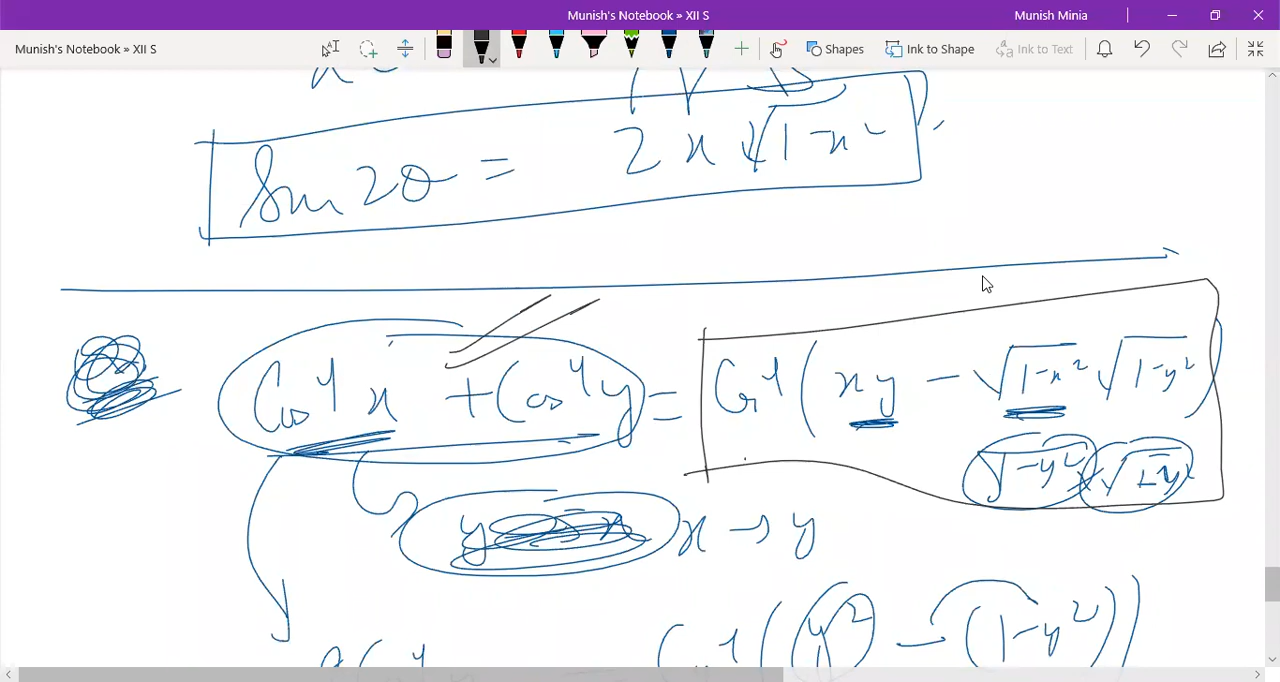 Munish's Notebook » XII S
Munish Minia
Munish's Notebook » XII S
Shapes
Ink to Shape
Ink to Text
Sin 2θ = 2x√1-x²
Cos⁻¹x + Cos⁻¹y = Cos⁻¹(xy - √1-x² √1-y²)
√1-y² √1-y²
x → y
(y² - (1-y²))